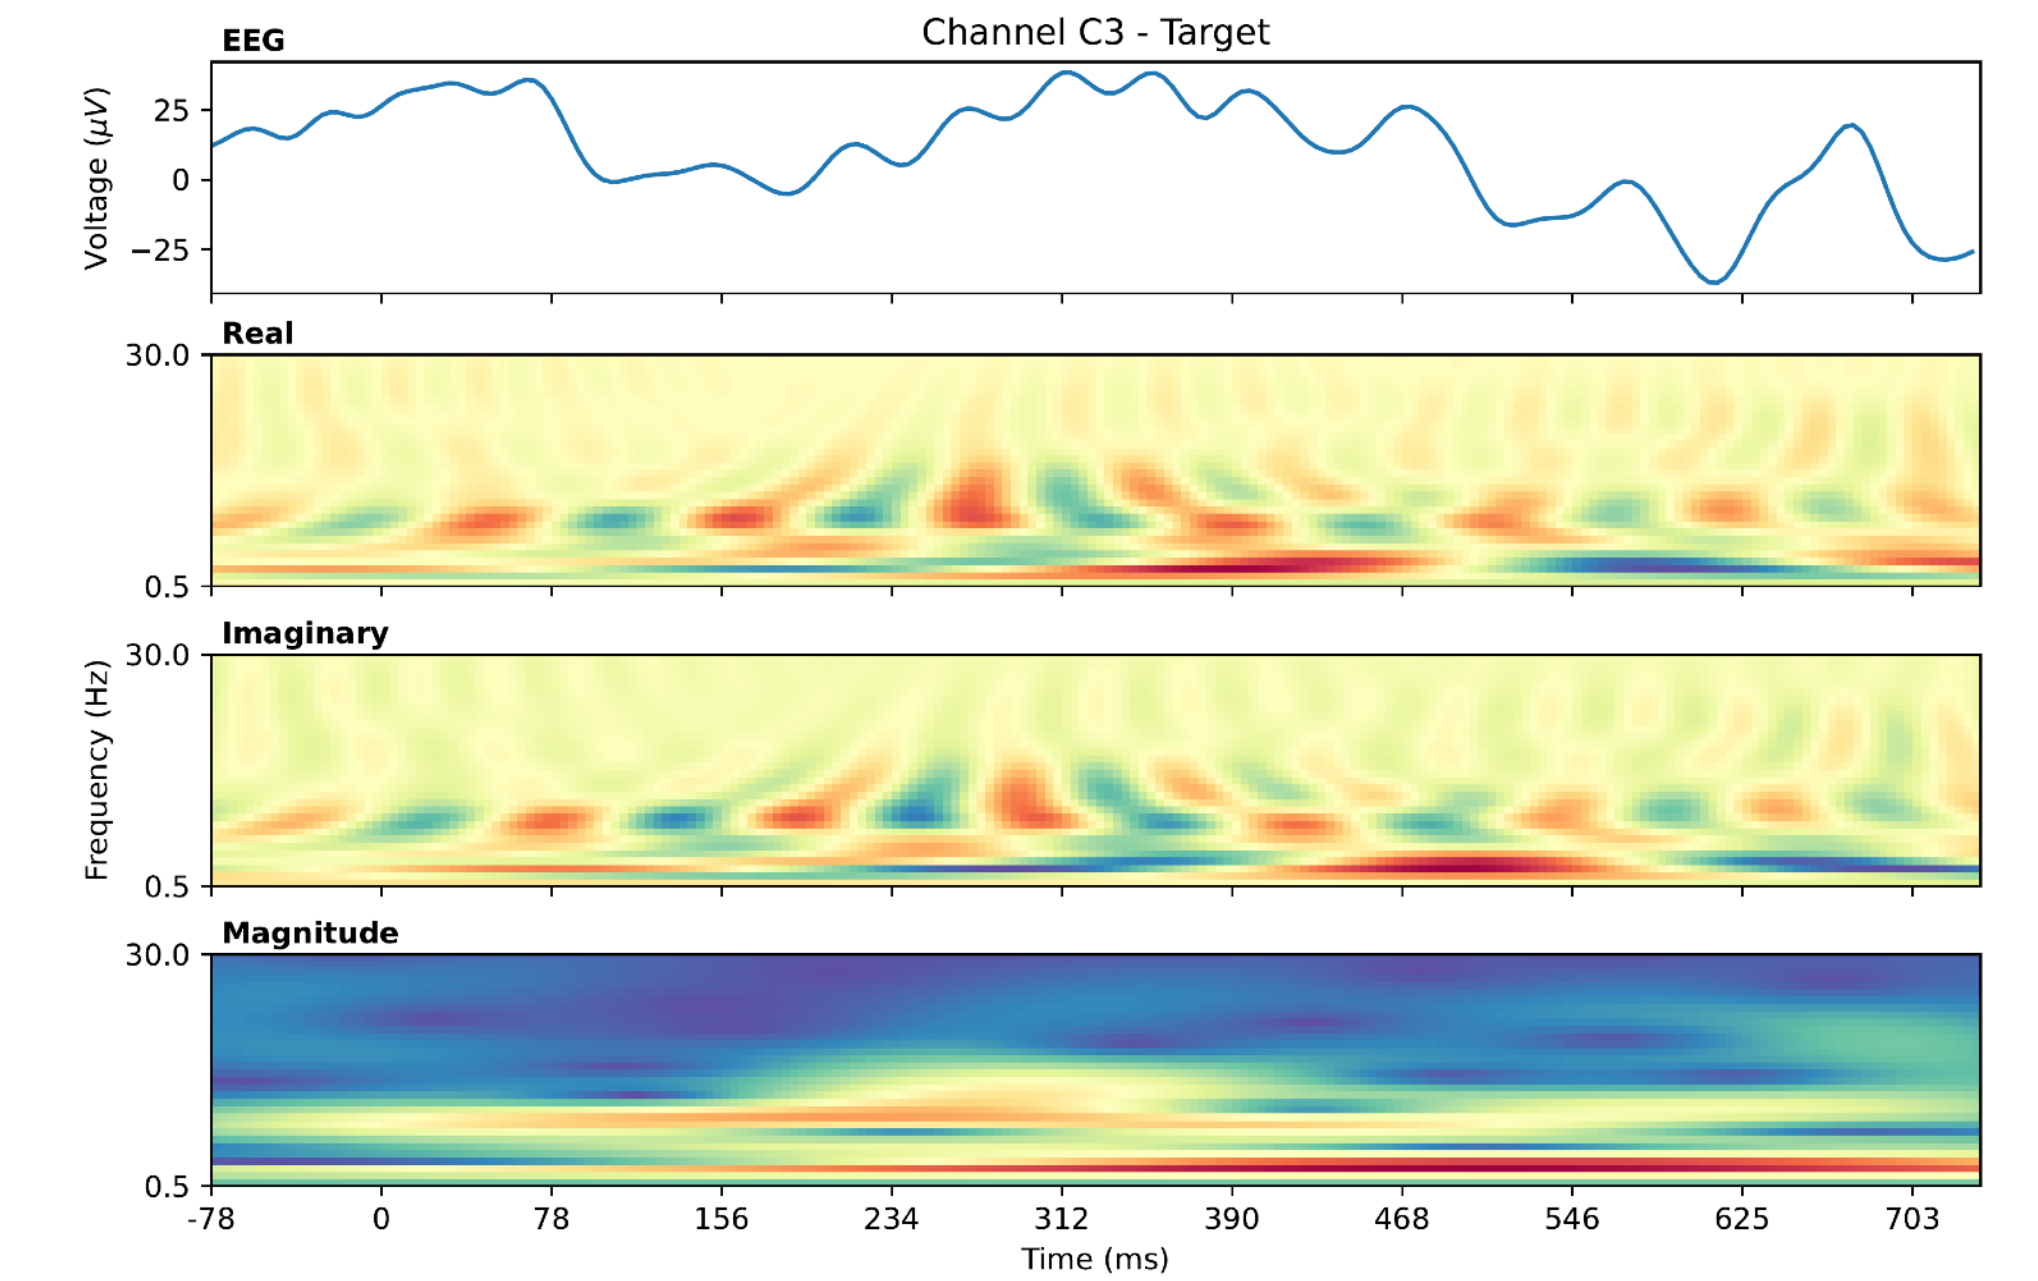 Channel C3 - Target
EEG
Voltage (μV)
25
0
−25
Real
30.0
0.5
Imaginary
Frequency (Hz)
30.0
0.5
Magnitude
30.0
0.5
-78 0 78 156 234 312 390 468 546 625 703
Time (ms)